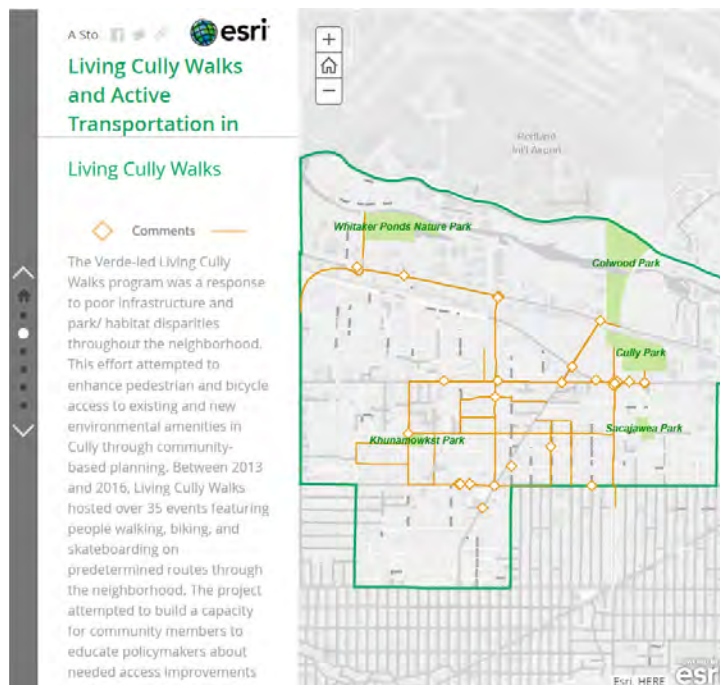 A Sto
esri
Living Cully Walks
and Active
Transportation in
Living Cully Walks
Comments
The Verde-led Living Cully
Walks program was a response
to poor infrastructure and
park/ habitat disparities
throughout the neighborhood.
This effort attempted to
enhance pedestrian and bicycle
access to existing and new
environmental amenities in
Cully through community-
based planning. Between 2013
and 2016, Living Cully Walks
hosted over 35 events featuring
people walking, biking, and
skateboarding on
predetermined routes through
the neighborhood. The project
attempted to build a capacity
for community members to
educate policymakers about
needed access improvements
+
−
Portland
Int'l Airport
Whitaker Ponds Nature Park
Colwood Park
Cully Park
Sacajawea Park
Khunamowkst Park
Esri, HERE
esri